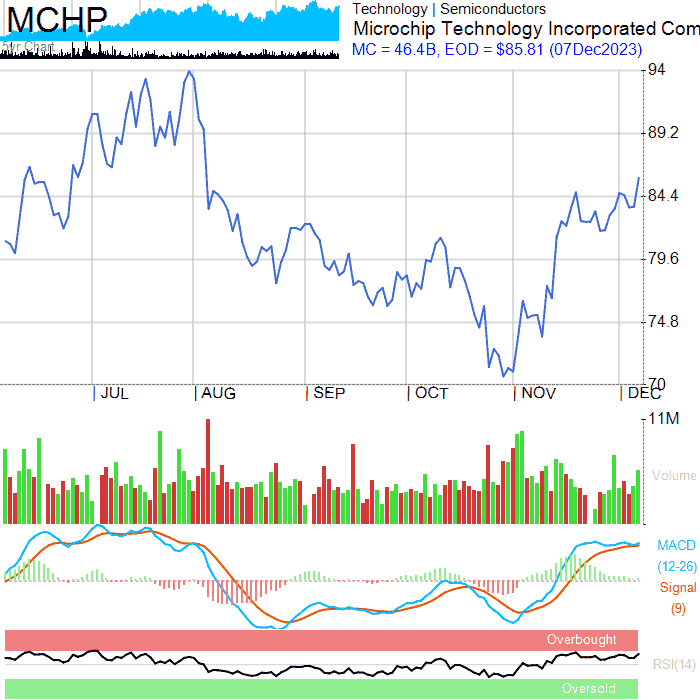 MCHP
5yr Chart
Technology | Semiconductors
Microchip Technology Incorporated Com
MC = 46.4B, EOD = $85.81 (07Dec2023)
94
89.2
84.4
79.6
74.8
70
JUL AUG SEP OCT NOV DEC
11M
Volume
MACD
(12-26)
Signal
(9)
Overbought
RSI(14)
Oversold